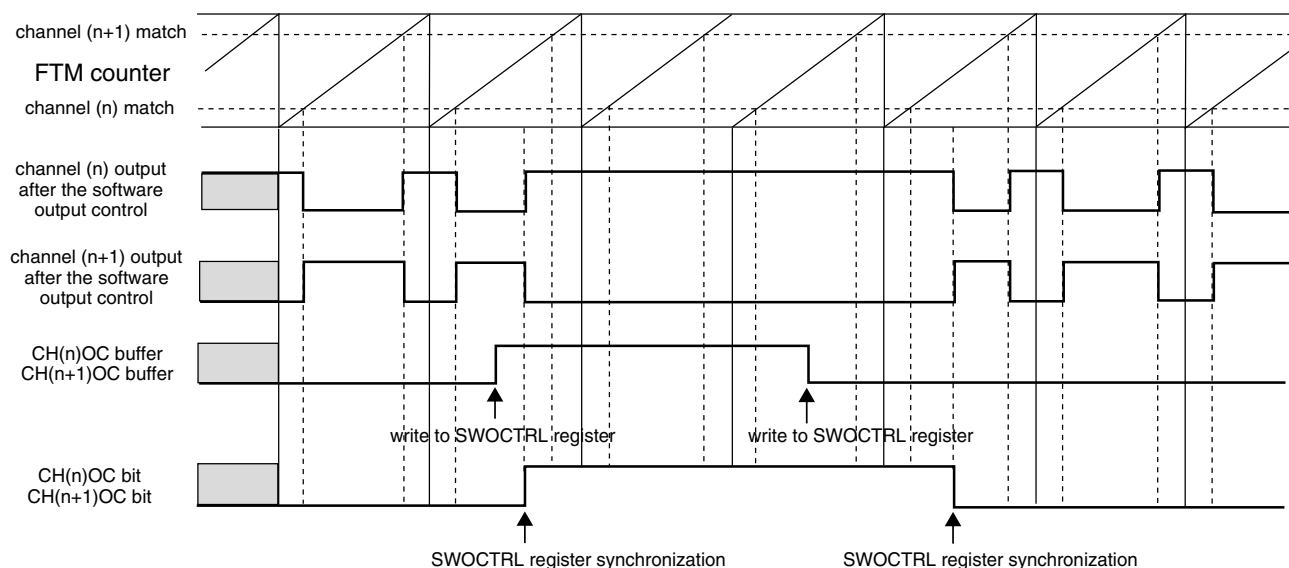 channel (n+1) match
FTM counter
channel (n) match
channel (n) output
after the software
output control
channel (n+1) output
after the software
output control
CH(n)OC buffer
CH(n+1)OC buffer
write to SWOCTRL register
write to SWOCTRL register
CH(n)OC bit
CH(n+1)OC bit
SWOCTRL register synchronization
SWOCTRL register synchronization